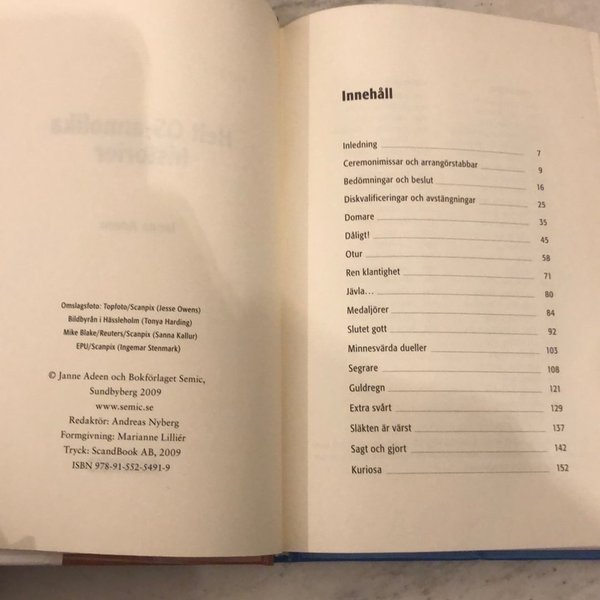 Omslagsfoto: Topfoto/Scanpix (Jesse Owens)
Bildbyrån i Hässleholm (Tonya Harding)
Mike Blake/Reuters/Scanpix (Sanna Kallur)
EPU/Scanpix (Ingemar Stenmark)
© Janne Adeen och Bokförlaget Semic,
Sundbyberg 2009
www.semic.se
Redaktör: Andreas Nyberg
Formgivning: Marianne Lilliér
Tryck: ScandBook AB, 2009
ISBN 978-91-552-5491-9
Innehåll
Inledning 7
Ceremonimissar och arrangörstabbar 9
Bedömningar och beslut 16
Diskvalificeringar och avstängningar 25
Domare 35
Dåligt! 45
Otur 58
Ren klantighet 71
Jävla... 80
Medaljörer 84
Slutet gott 92
Minnesvärda dueller 103
Segrare 108
Guldregn 121
Extra svårt 129
Släkten är värst 137
Sagt och gjort 142
Kuriosa 152